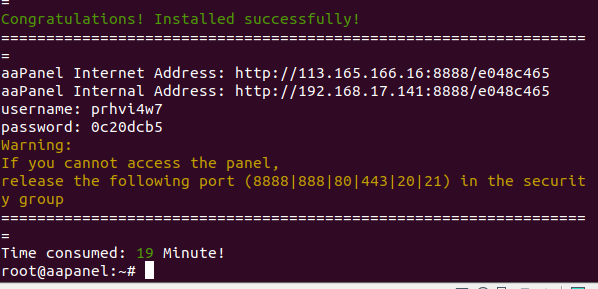 =
Congratulations! Installed successfully!
=================================================================
=
aaPanel Internet Address: http://113.165.166.16:8888/e048c465
aaPanel Internal Address: http://192.168.17.141:8888/e048c465
username: prhvi4w7
password: 0c20dcb5
Warning:
If you cannot access the panel,
release the following port (8888|888|80|443|20|21) in the securit
y group
=================================================================
=
Time consumed: 19 Minute!
root@aapanel:~#